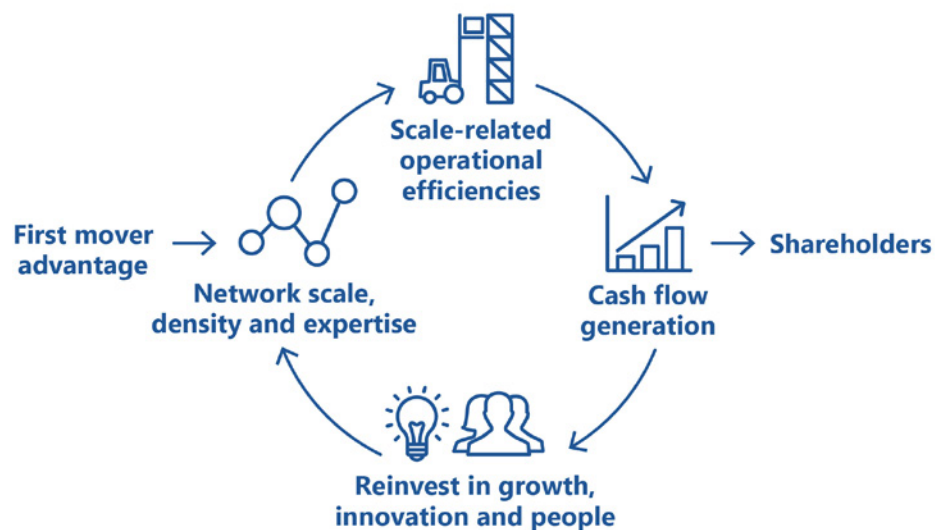 Scale-related
operational
efficiencies
First mover
advantage
Network scale,
density and expertise
Cash flow
generation
Shareholders
Reinvest in growth,
innovation and people